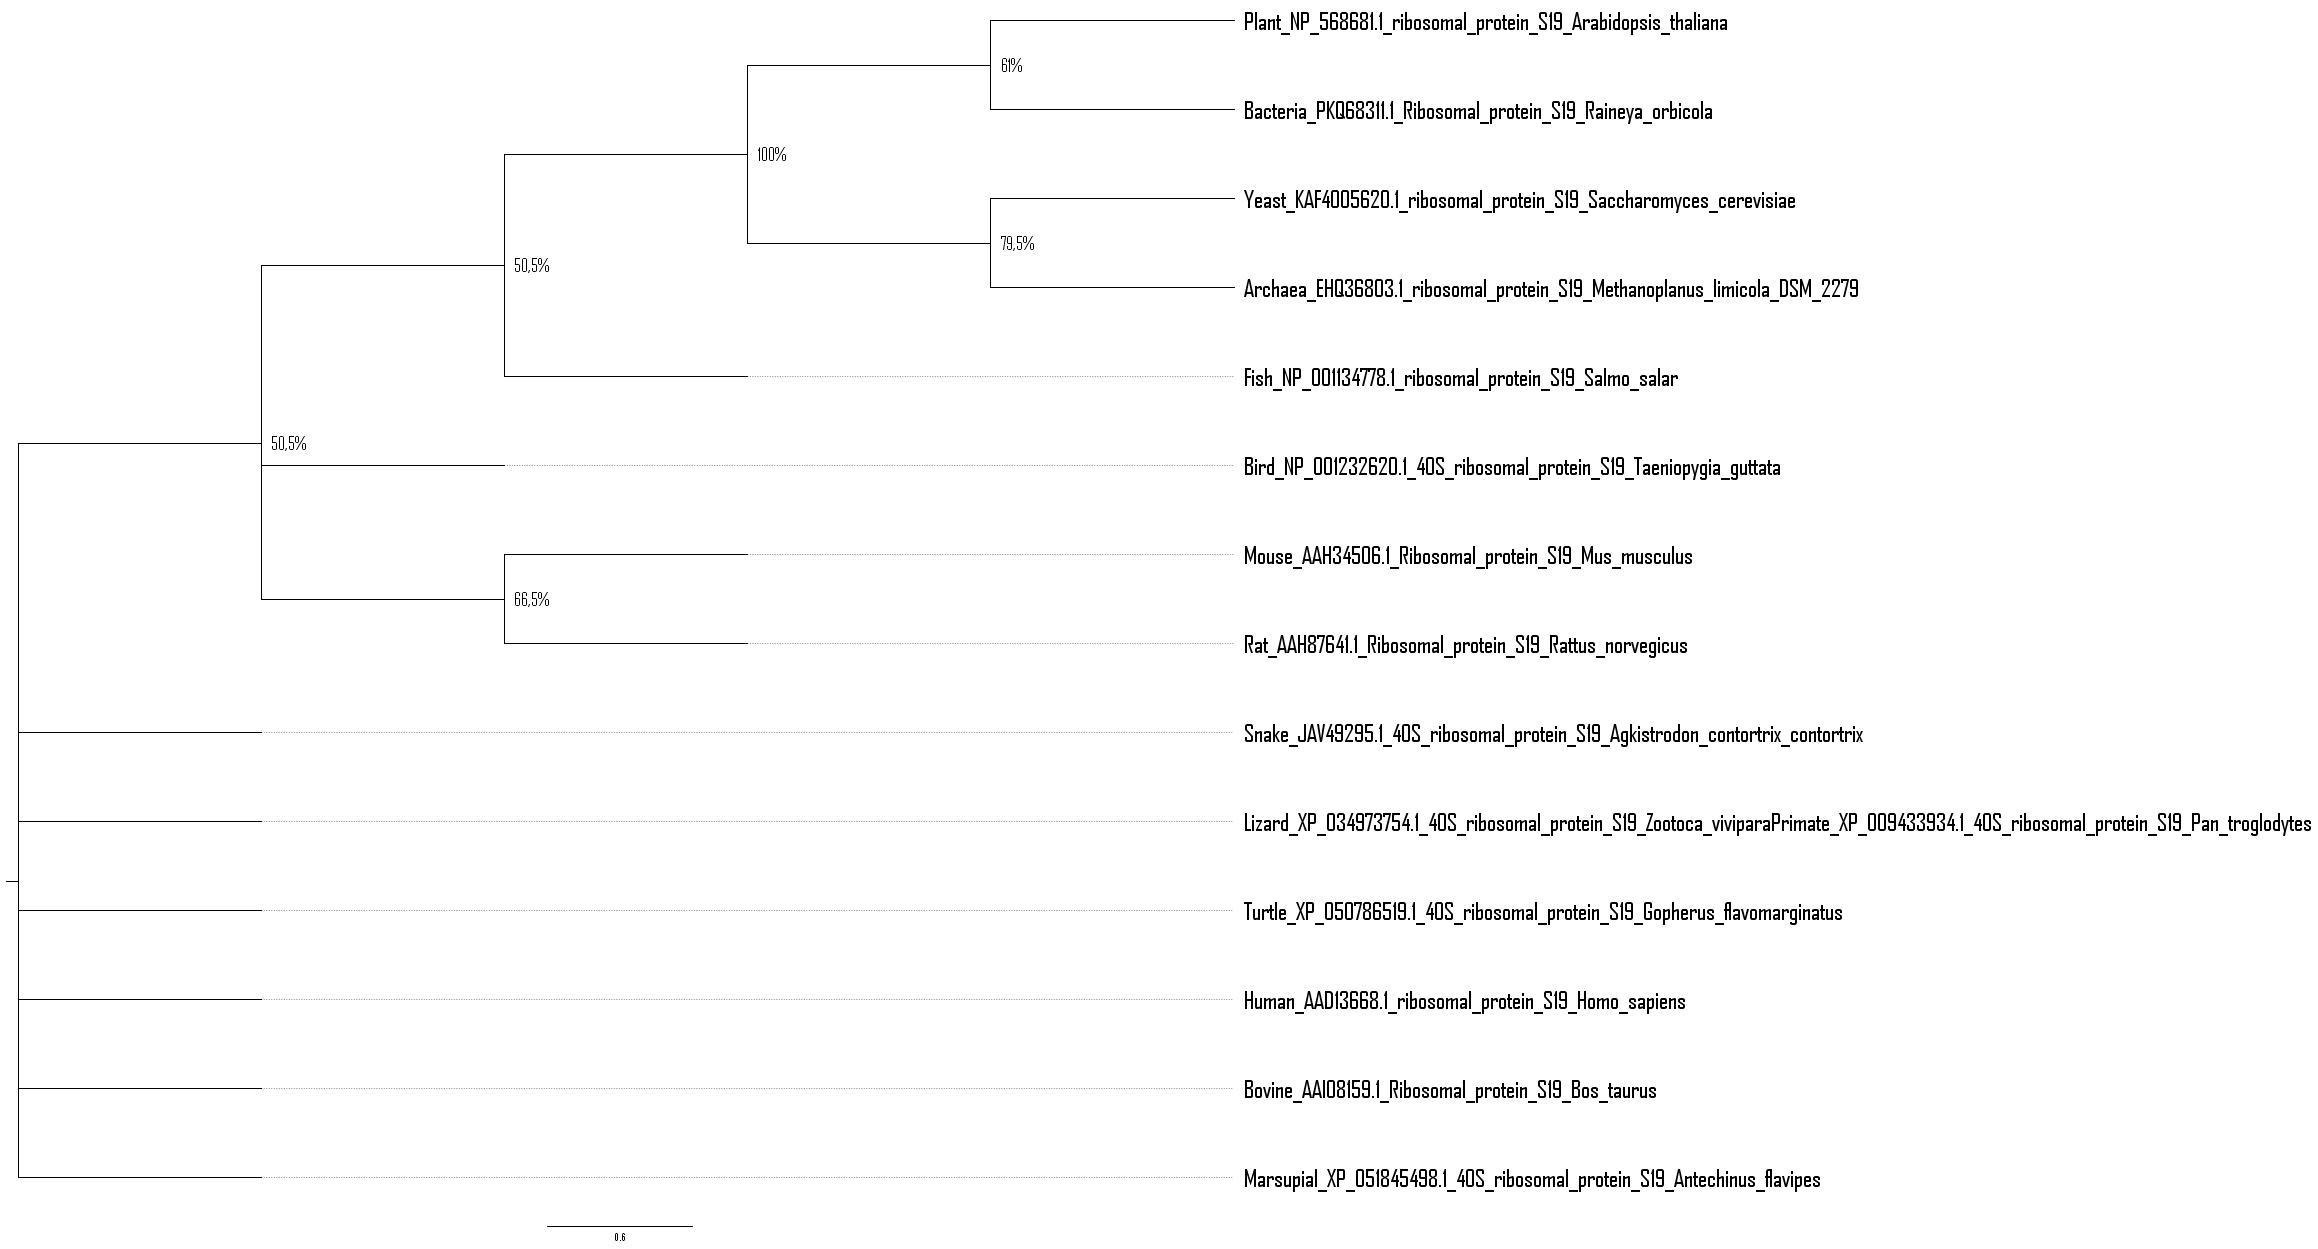 Plant_NP_568681.1_ribosomal_protein_S19_Arabidopsis_thaliana
61%
Bacteria_PKQ68311.1_Ribosomal_protein_S19_Raineya_orbicola
100%
Yeast_KAF4005620.1_ribosomal_protein_S19_Saccharomyces_cerevisiae
79,5%
50,5%
Archaea_EHQ36803.1_ribosomal_protein_S19_Methanoplanus_limicola_DSM_2279
Fish_NP_001134778.1_ribosomal_protein_S19_Salmo_salar
50,5%
Bird_NP_001232620.1_40S_ribosomal_protein_S19_Taeniopygia_guttata
Mouse_AAH34506.1_Ribosomal_protein_S19_Mus_musculus
66,5%
Rat_AAH87641.1_Ribosomal_protein_S19_Rattus_norvegicus
Snake_JAV49295.1_40S_ribosomal_protein_S19_Agkistrodon_contortrix_contortrix
Lizard_XP_034973754.1_40S_ribosomal_protein_S19_Zootoca_viviparaPrimate_XP_009433934.1_40S_ribosomal_protein_S19_Pan_troglodytes
Turtle_XP_050786519.1_40S_ribosomal_protein_S19_Gopherus_flavomarginatus
Human_AAD13668.1_ribosomal_protein_S19_Homo_sapiens
Bovine_AAI08159.1_Ribosomal_protein_S19_Bos_taurus
Marsupial_XP_051845498.1_40S_ribosomal_protein_S19_Antechinus_flavipes
0.6